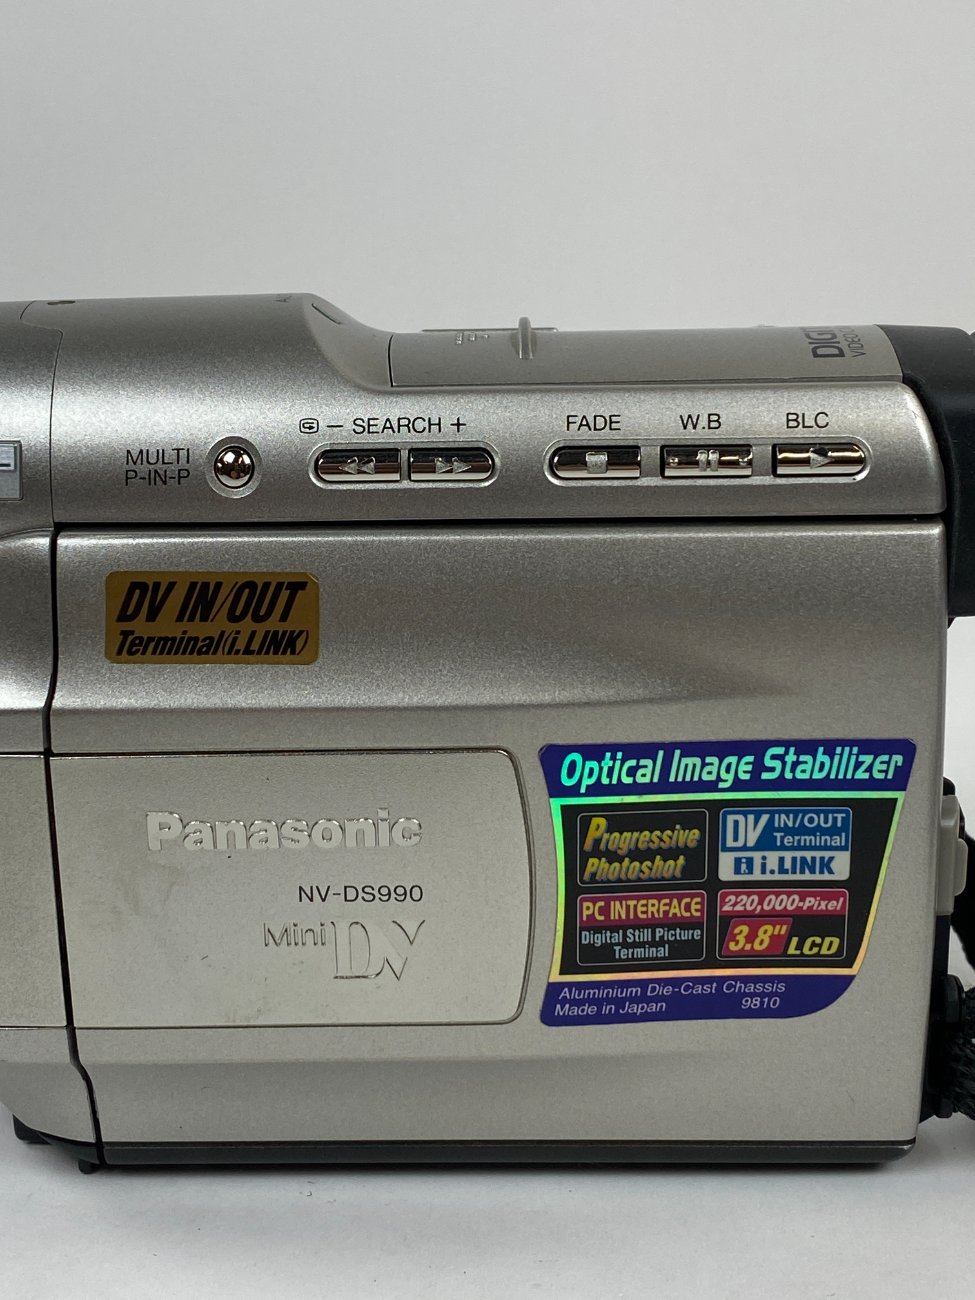 DIGIT
VIDEO
- SEARCH +
FADE
W.B
BLC
MULTI
P-IN-P
DV IN/OUT
Terminal(i.LINK)
Optical Image Stabilizer
Progressive
Photoshot
DV IN/OUT
Terminal
i.LINK
PC INTERFACE
Digital Still Picture
Terminal
220,000-Pixel
3.8" LCD
Aluminium Die-Cast Chassis
Made in Japan 9810
Panasonic
NV-DS990
Mini DV